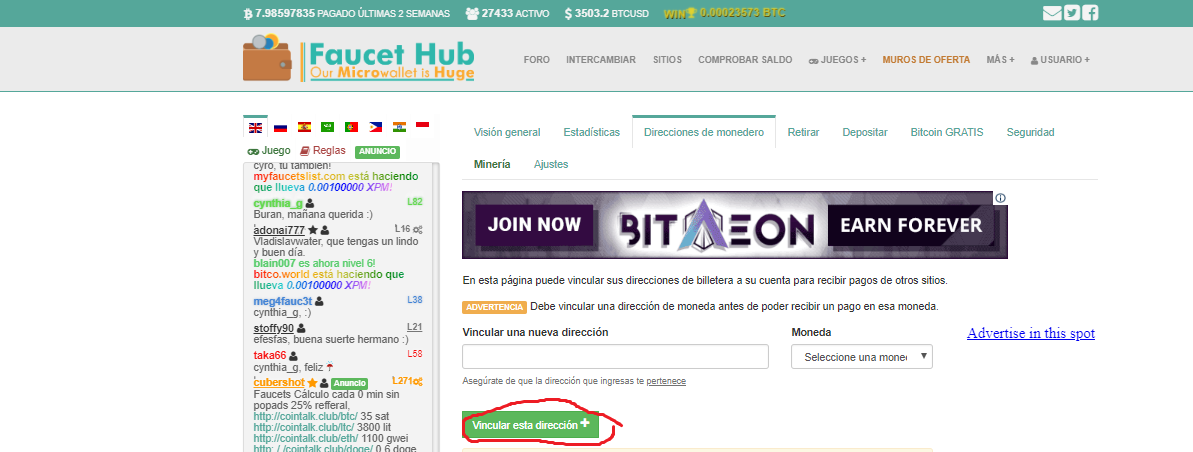 7.98597835 PAGADO ÚLTIMAS 2 SEMANAS 27433 ACTIVO 3503.2 BTCUSD WIN 0.00023573 BTC
Faucet Hub
Our Microwallet is Huge
FORO INTERCAMBIAR SITIOS COMPROBAR SALDO JUEGOS + MUROS DE OFERTA MÁS + USUARIO +
Juego Reglas ANUNCIO
cyro, tu también!
myfaucetslist.com está haciendo
que llueva 0.00100000 XPM!
cynthia_g L82
Buran, mañana querida :)
adonai777 L16
Vladislavwater, que tengas un lindo
y buen día.
blain007 es ahora nivel 6!
bitco.world está haciendo que
llueva 0.00100000 XPM!
meg4fauc3t L38
cynthia_g, :)
stoffy90 L21
efesfas, buena suerte hermano :)
taka66 L58
cynthia_g, feliz
cubershot Anuncio L271
Faucets Cálculo cada 0 min sin
popads 25% refferal,
http://cointalk.club/btc/ 35 sat
http://cointalk.club/ltc/ 3800 lit
http://cointalk.club/eth/ 1100 gwei
http: / /cointalk.club/doge/ 0.6 doge
Visión general Estadísticas Direcciones de monedero Retirar Depositar Bitcoin GRATIS Seguridad
Minería Ajustes
JOIN NOW BITAEON EARN FOREVER
En esta página puede vincular sus direcciones de billetera a su cuenta para recibir pagos de otros sitios.
ADVERTENCIA Debe vincular una dirección de moneda antes de poder recibir un pago en esa moneda.
Vincular una nueva dirección Moneda
Seleccione una moned
Asegúrate de que la dirección que ingresas te pertenece
Vincular esta dirección +
Advertise in this spot